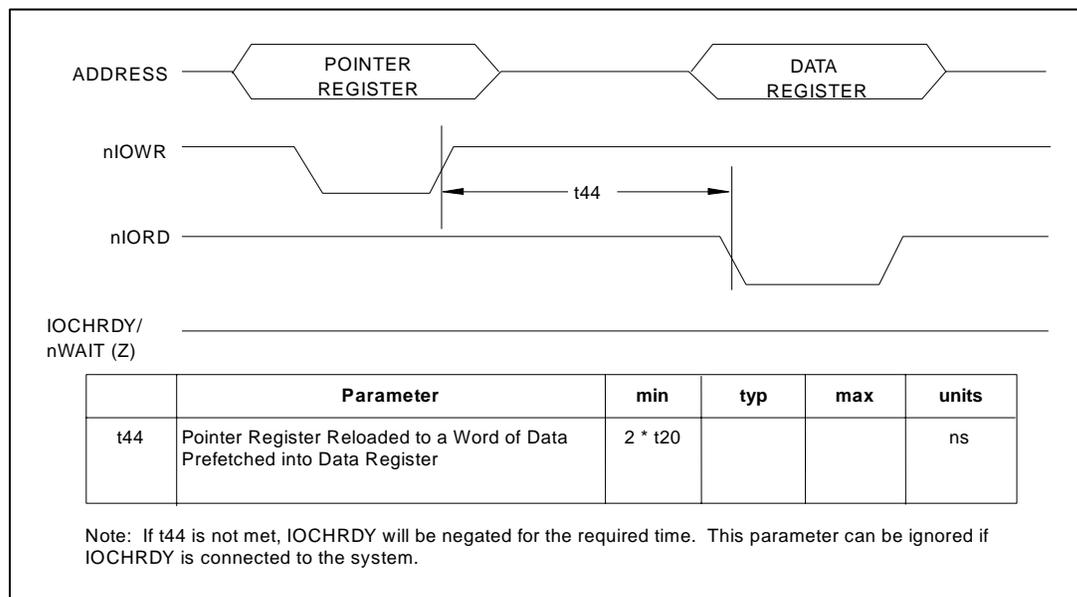 ADDRESS
POINTER
REGISTER
DATA
REGISTER
nIOWR
t44
nIORD
IOCHRDY/
nWAIT (Z)
Parameter min typ max units
t44 Pointer Register Reloaded to a Word of Data 2 * t20 ns
Prefetched into Data Register
Note: If t44 is not met, IOCHRDY will be negated for the required time. This parameter can be ignored if
IOCHRDY is connected to the system.